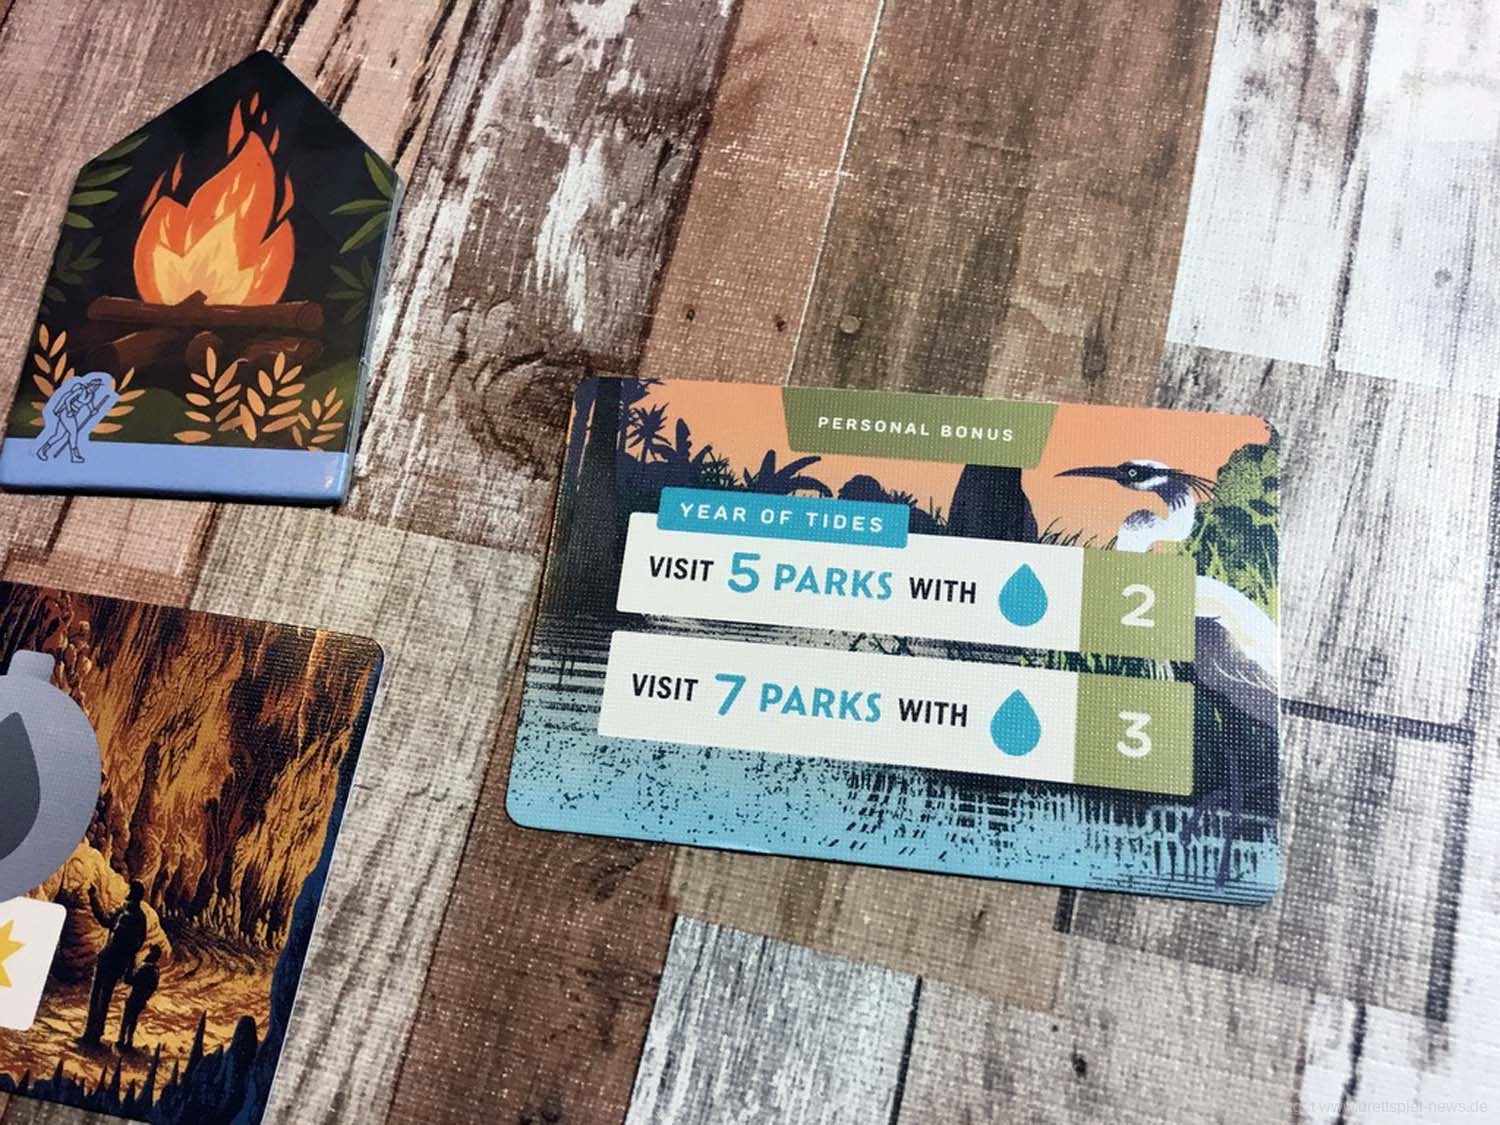 PERSONAL BONUS
YEAR OF TIDES
VISIT 5 PARKS WITH 2
VISIT 7 PARKS WITH 3
www.brettspiel-news.de